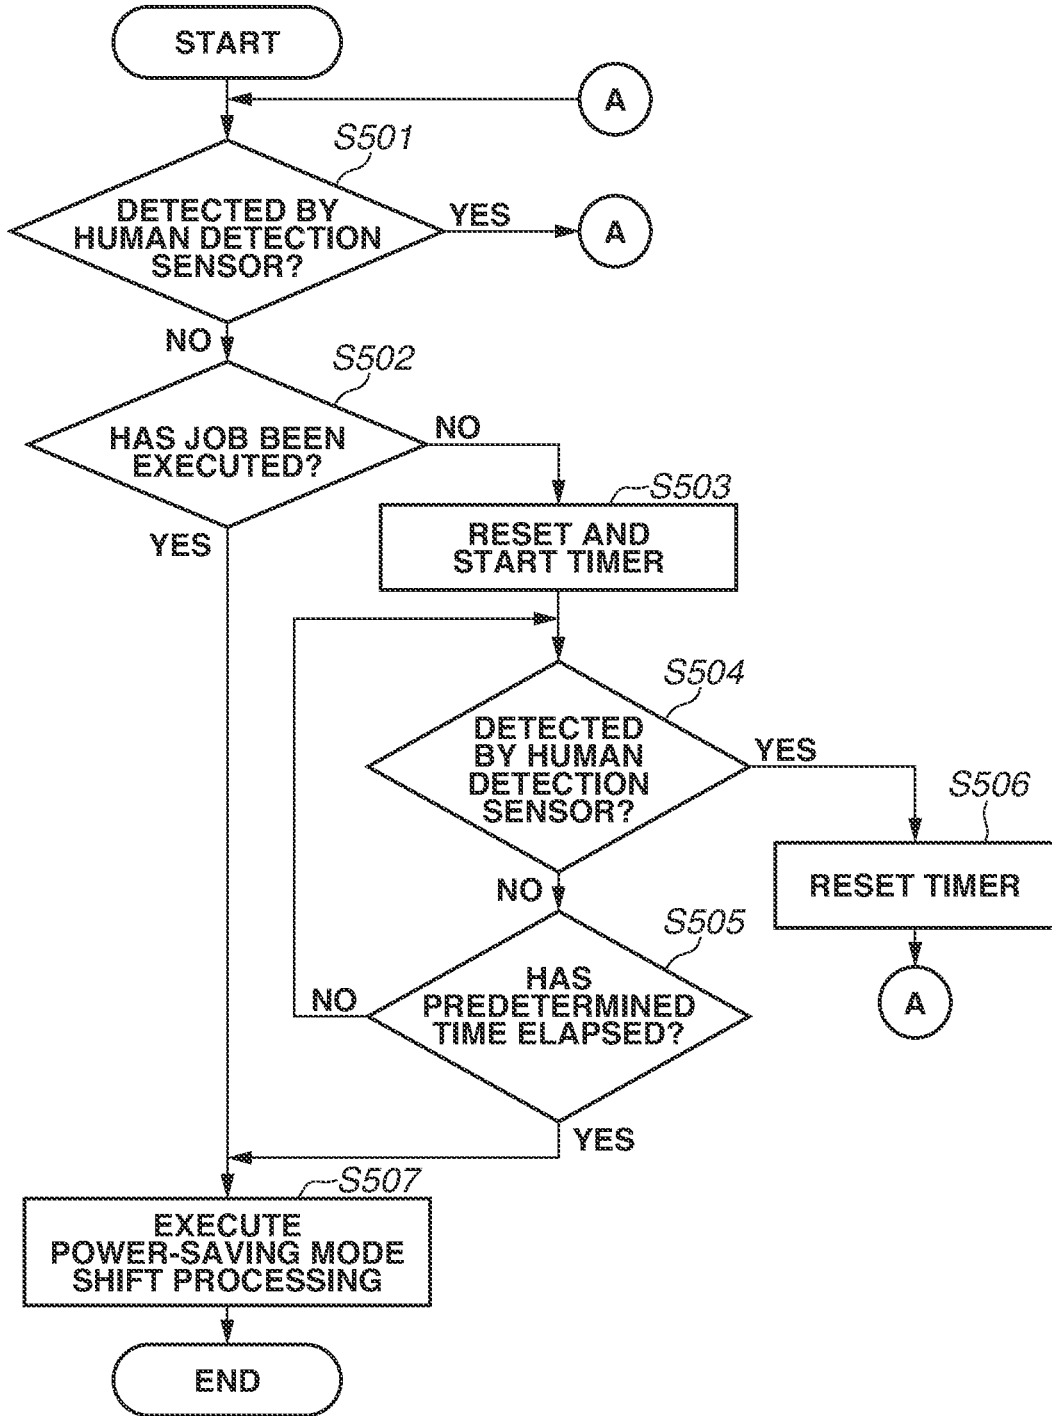 START
A
S501
DETECTED BY
HUMAN DETECTION
SENSOR?
YES
A
NO
S502
HAS JOB BEEN
EXECUTED?
NO
YES
S503
RESET AND
START TIMER
S504
DETECTED
BY HUMAN
DETECTION
SENSOR?
YES
S506
RESET TIMER
A
NO
S505
HAS
PREDETERMINED
TIME ELAPSED?
NO
YES
S507
EXECUTE
POWER-SAVING MODE
SHIFT PROCESSING
END